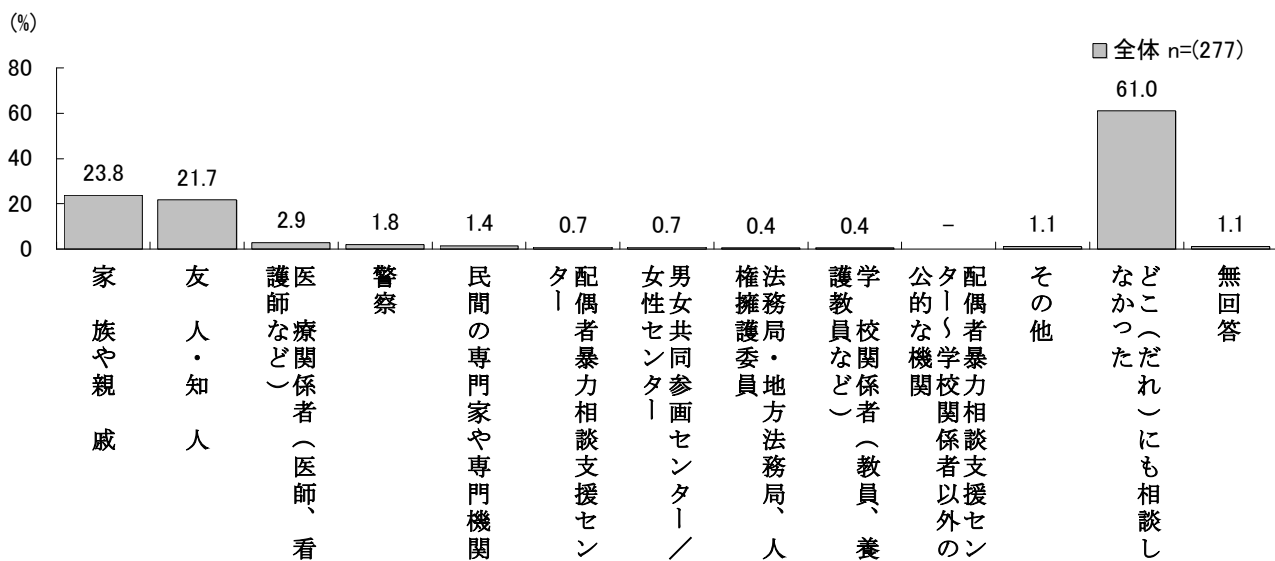 (%)
全体 n=(277)
80
60
40
20
0
23.8
21.7
2.9
1.8
1.4
0.7
0.7
0.4
0.4
－
1.1
61.0
1.1
家　族や親　戚
友　人・知　人
医　療関係者（医師、看
護師など）
警察
民間の専門家や専門機関
配偶者暴力相談支援セン
ター
男女共同参画センター／
女性センター
法務局・地方法務局、人
権擁護委員
学　校関係者（教員、養
護教員など）
配偶者暴力相談支援セン
ター～学校関係者以外の
公的な機関
その他
どこ（だれ）にも相談し
なかった
無回答